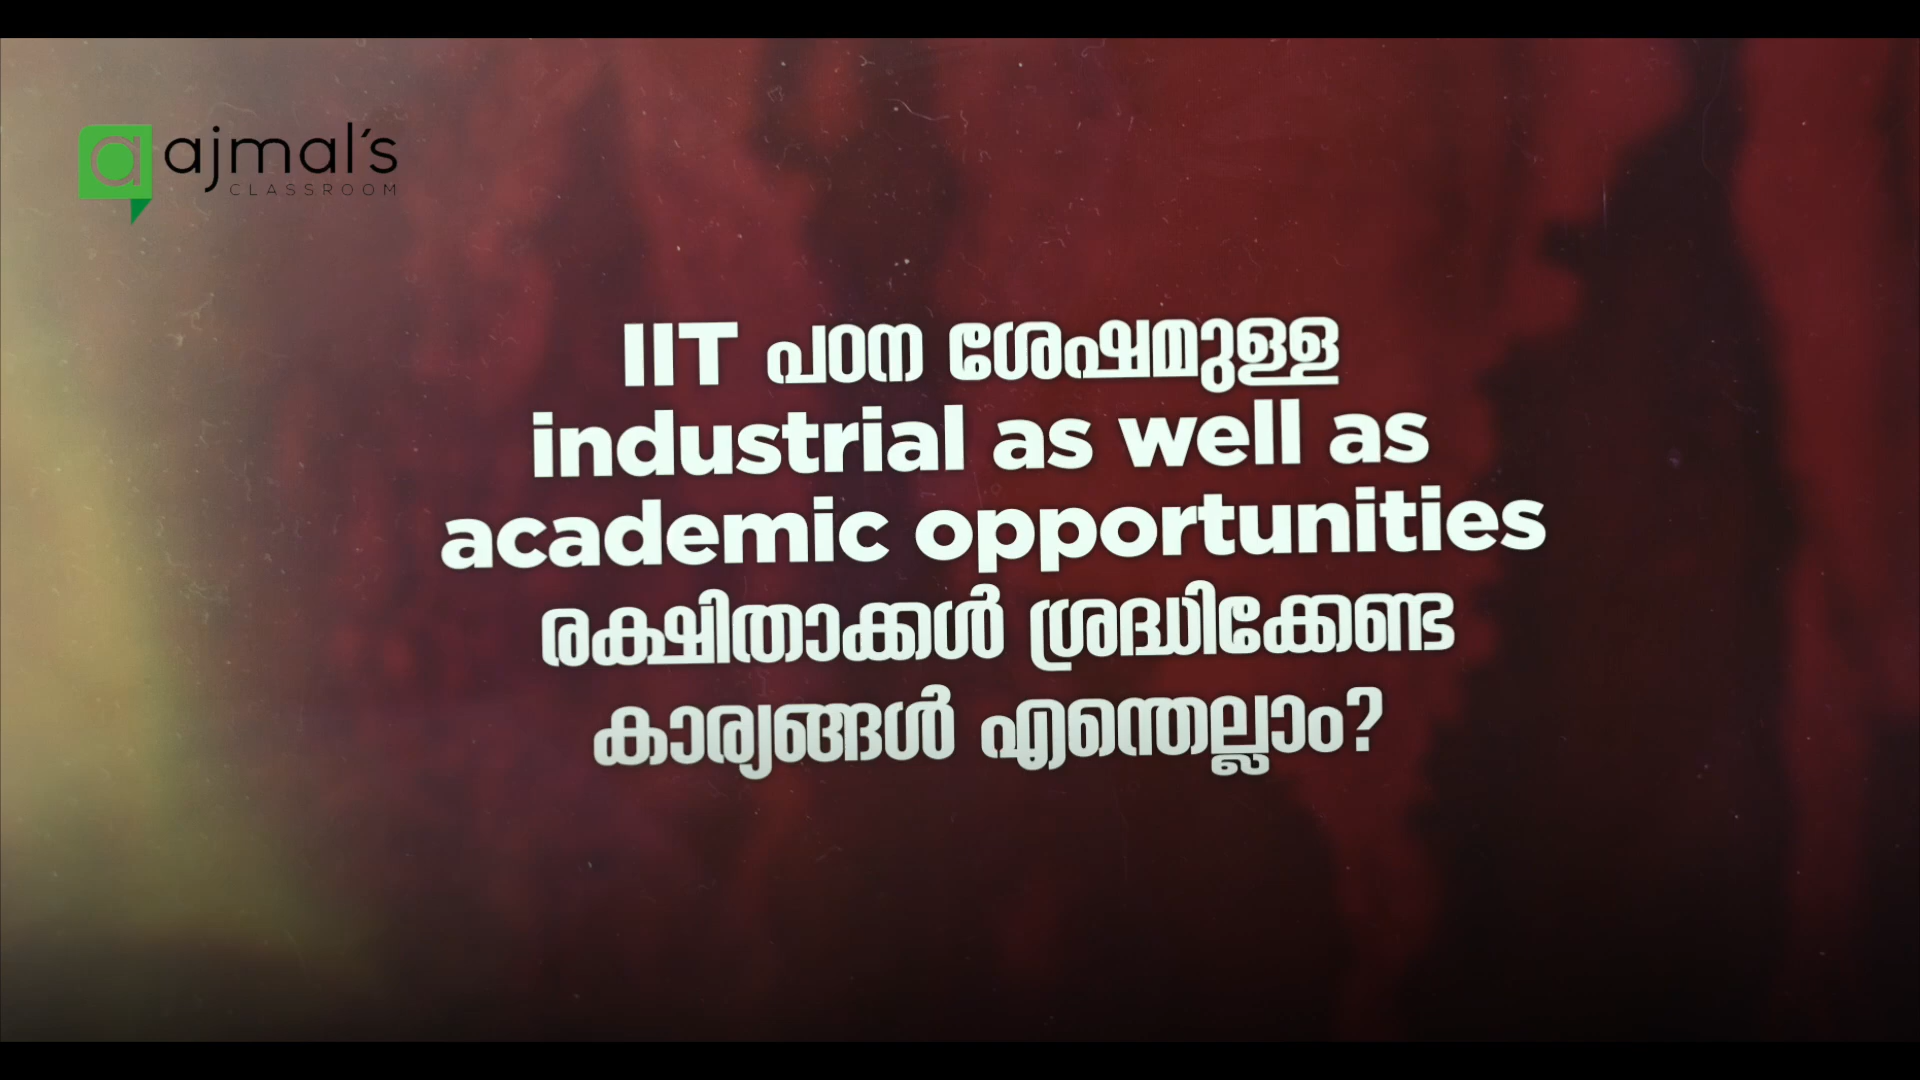 ajmal's
CLASSROOM
IIT പഠന ശേഷമുള്ള
industrial as well as
academic opportunities
രക്ഷിതാക്കൾ ശ്രദ്ധിക്കേണ്ട
കാര്യങ്ങൾ എന്തെല്ലാം?